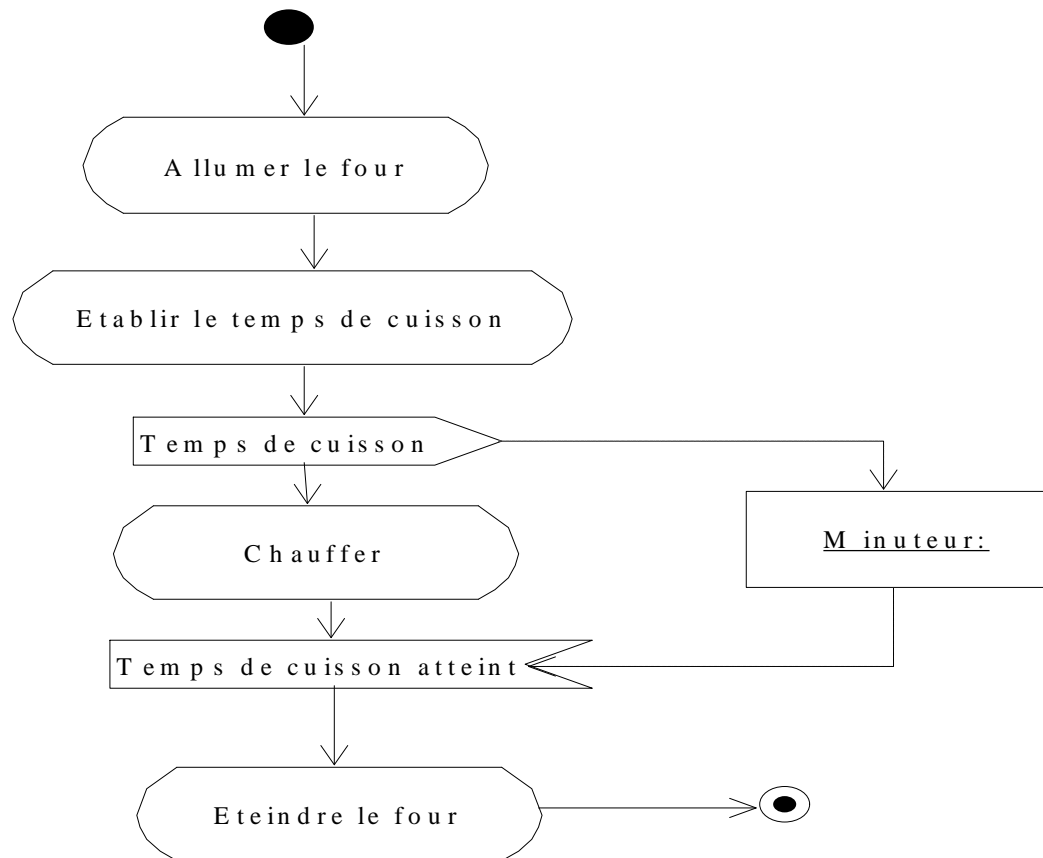 Allumer le four
Etablir le temps de cuisson
Temps de cuisson
Chauffer
Minuteur:
Temps de cuisson atteint
Eteindre le four